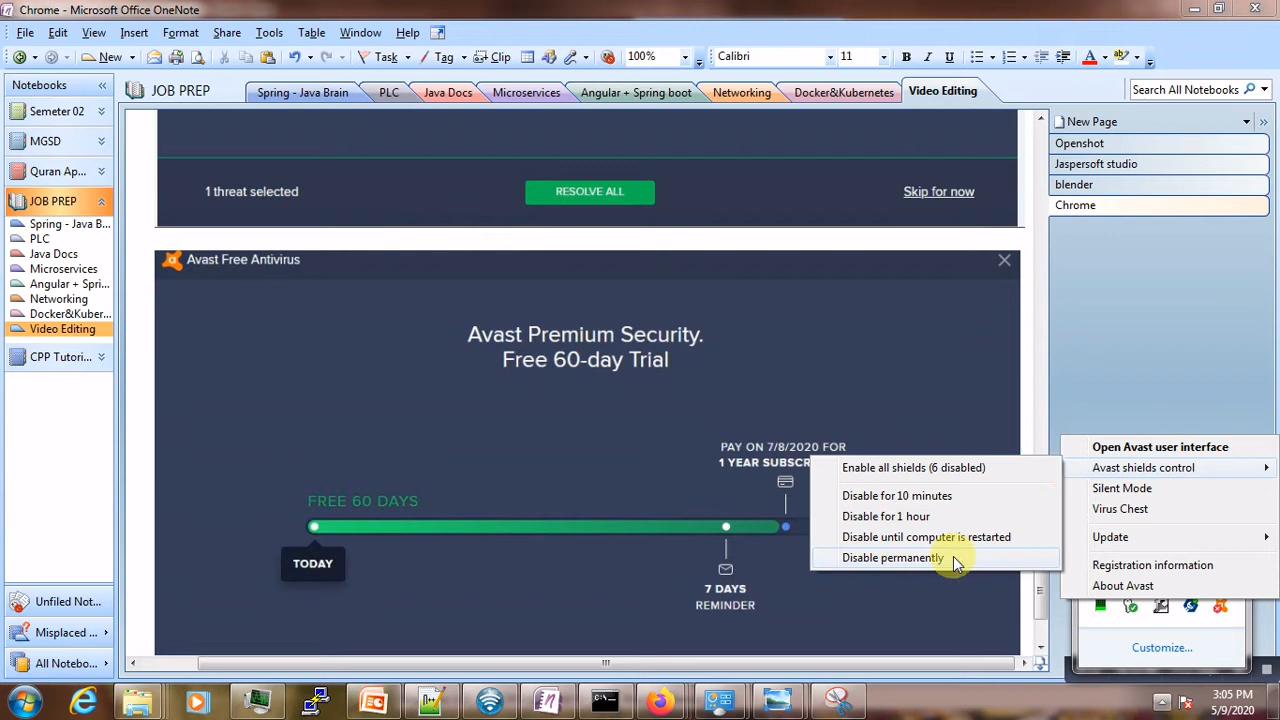 Chrome - Microsoft Office OneNote
File Edit View Insert Format Share Tools Table Window Help
New Task Tag Clip 100% Calibri 11 B I U A ab
Notebooks
JOB PREP
Spring - Java Brain PLC Java Docs Microservices Angular + Spring boot Networking Docker&Kubernetes Video Editing
Search All Notebooks
Semeter 02
MGSD
Quran Ap...
JOB PREP
Spring - Java B...
PLC
Java Docs
Microservices
Angular + Spri...
Networking
Docker&Kuber...
Video Editing
CPP Tutori...
Unfiled Not...
Misplaced ...
All Notebo...
1 threat selected
RESOLVE ALL
Skip for now
Avast Free Antivirus
Avast Premium Security.
Free 60-day Trial
PAY ON 7/8/2020 FOR
1 YEAR SUBSCR
FREE 60 DAYS
TODAY
7 DAYS
REMINDER
New Page
Openshot
Jaspersoft studio
blender
Chrome
Enable all shields (6 disabled)
Disable for 10 minutes
Disable for 1 hour
Disable until computer is restarted
Disable permanently
Open Avast user interface
Avast shields control
Silent Mode
Virus Chest
Update
Registration information
About Avast
Customize...
3:05 PM
5/9/2020